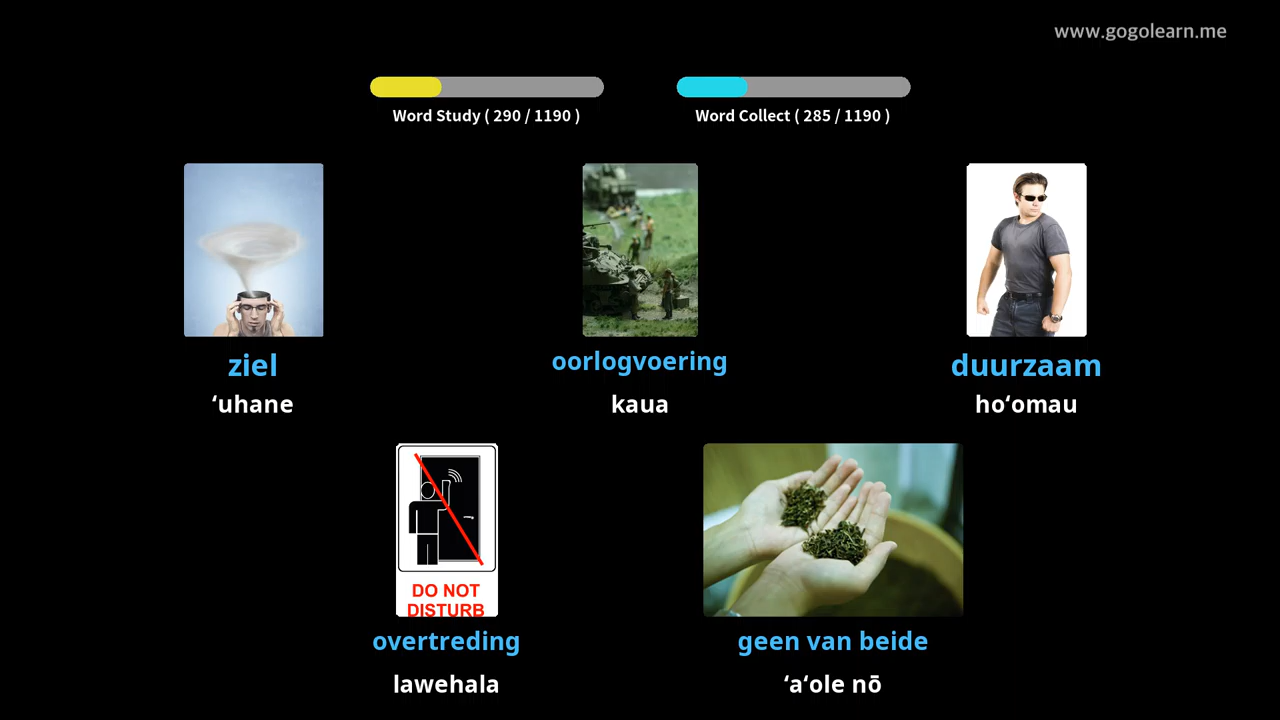 www.gogolearn.me
Word Study ( 290 / 1190 )
Word Collect ( 285 / 1190 )
ziel
oorlogvoering
duurzaam
ʻuhane
kaua
hoʻomau
DO NOT
DISTURB
overtreding
geen van beide
lawehala
ʻaʻole nō